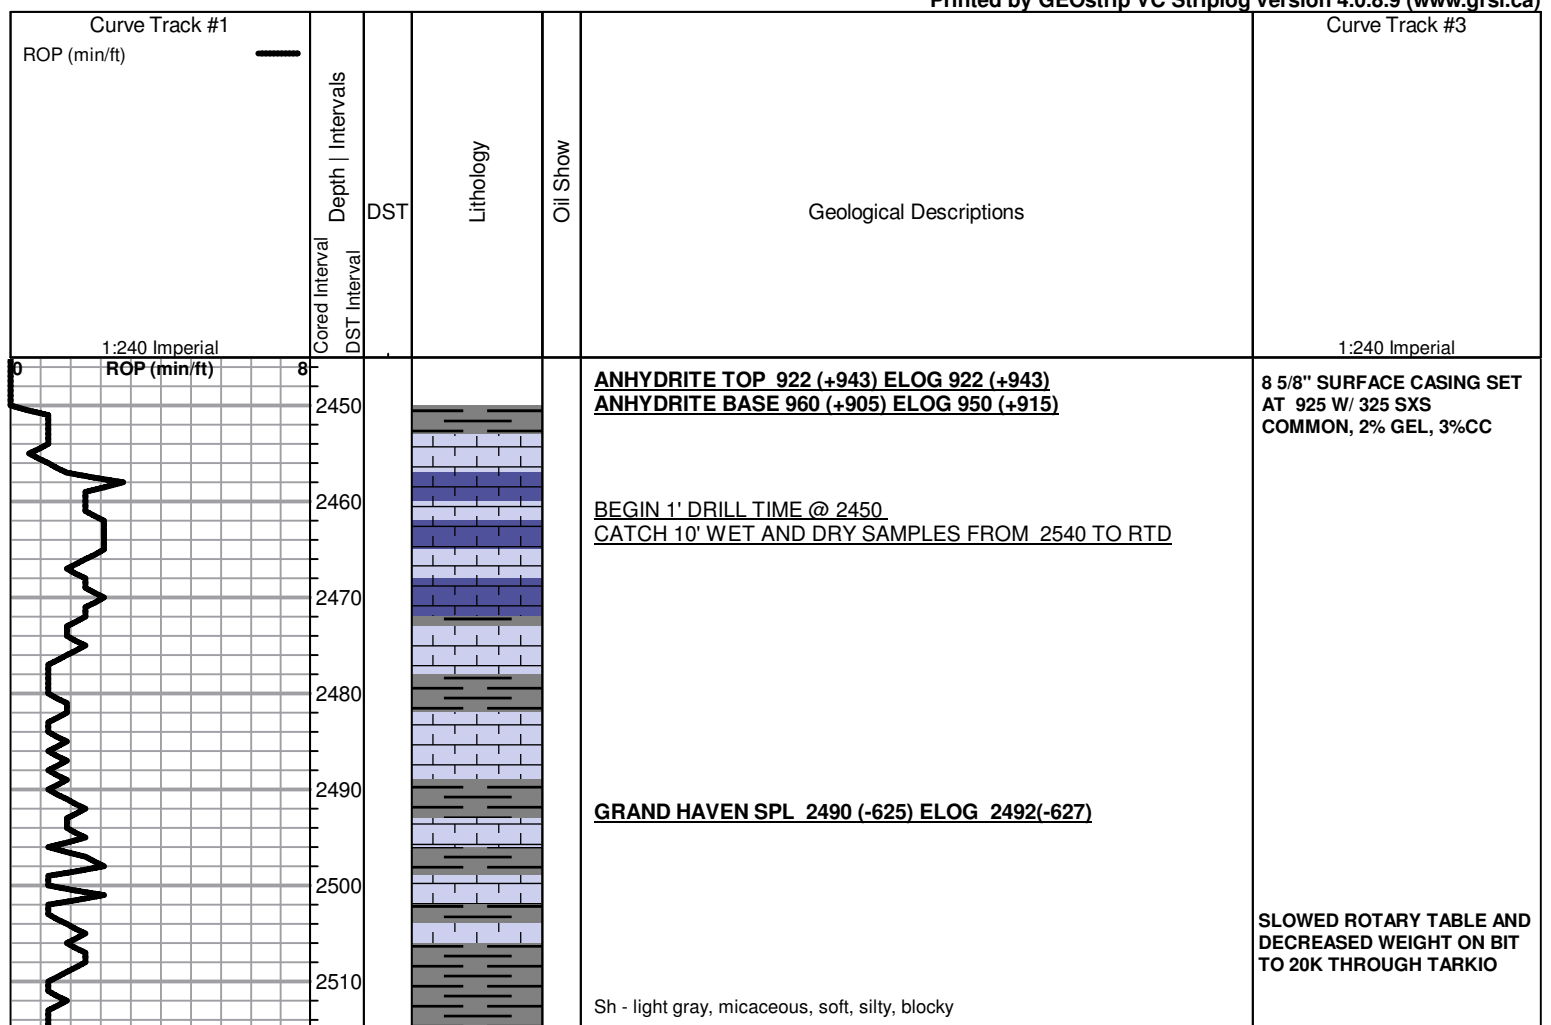 Printed by GEOstrip VC Striplog version 4.0.8.9 (www.grsi.ca)
Curve Track #1
ROP (min/ft)
1:240 Imperial
Depth | Intervals
Cored Interval
DST Interval
DST
Lithology
Oil Show
Geological Descriptions
Curve Track #3
1:240 Imperial
0 ROP (min/ft) 8
ANHYDRITE TOP 922 (+943) ELOG 922 (+943)
ANHYDRITE BASE 960 (+905) ELOG 950 (+915)
8 5/8" SURFACE CASING SET
AT 925 W/ 325 SXS
COMMON, 2% GEL, 3%CC
2450
2460
BEGIN 1' DRILL TIME @ 2450
CATCH 10' WET AND DRY SAMPLES FROM 2540 TO RTD
2470
2480
2490
GRAND HAVEN SPL 2490 (-625) ELOG 2492(-627)
2500
SLOWED ROTARY TABLE AND
DECREASED WEIGHT ON BIT
TO 20K THROUGH TARKIO
2510
Sh - light gray, micaceous, soft, silty, blocky